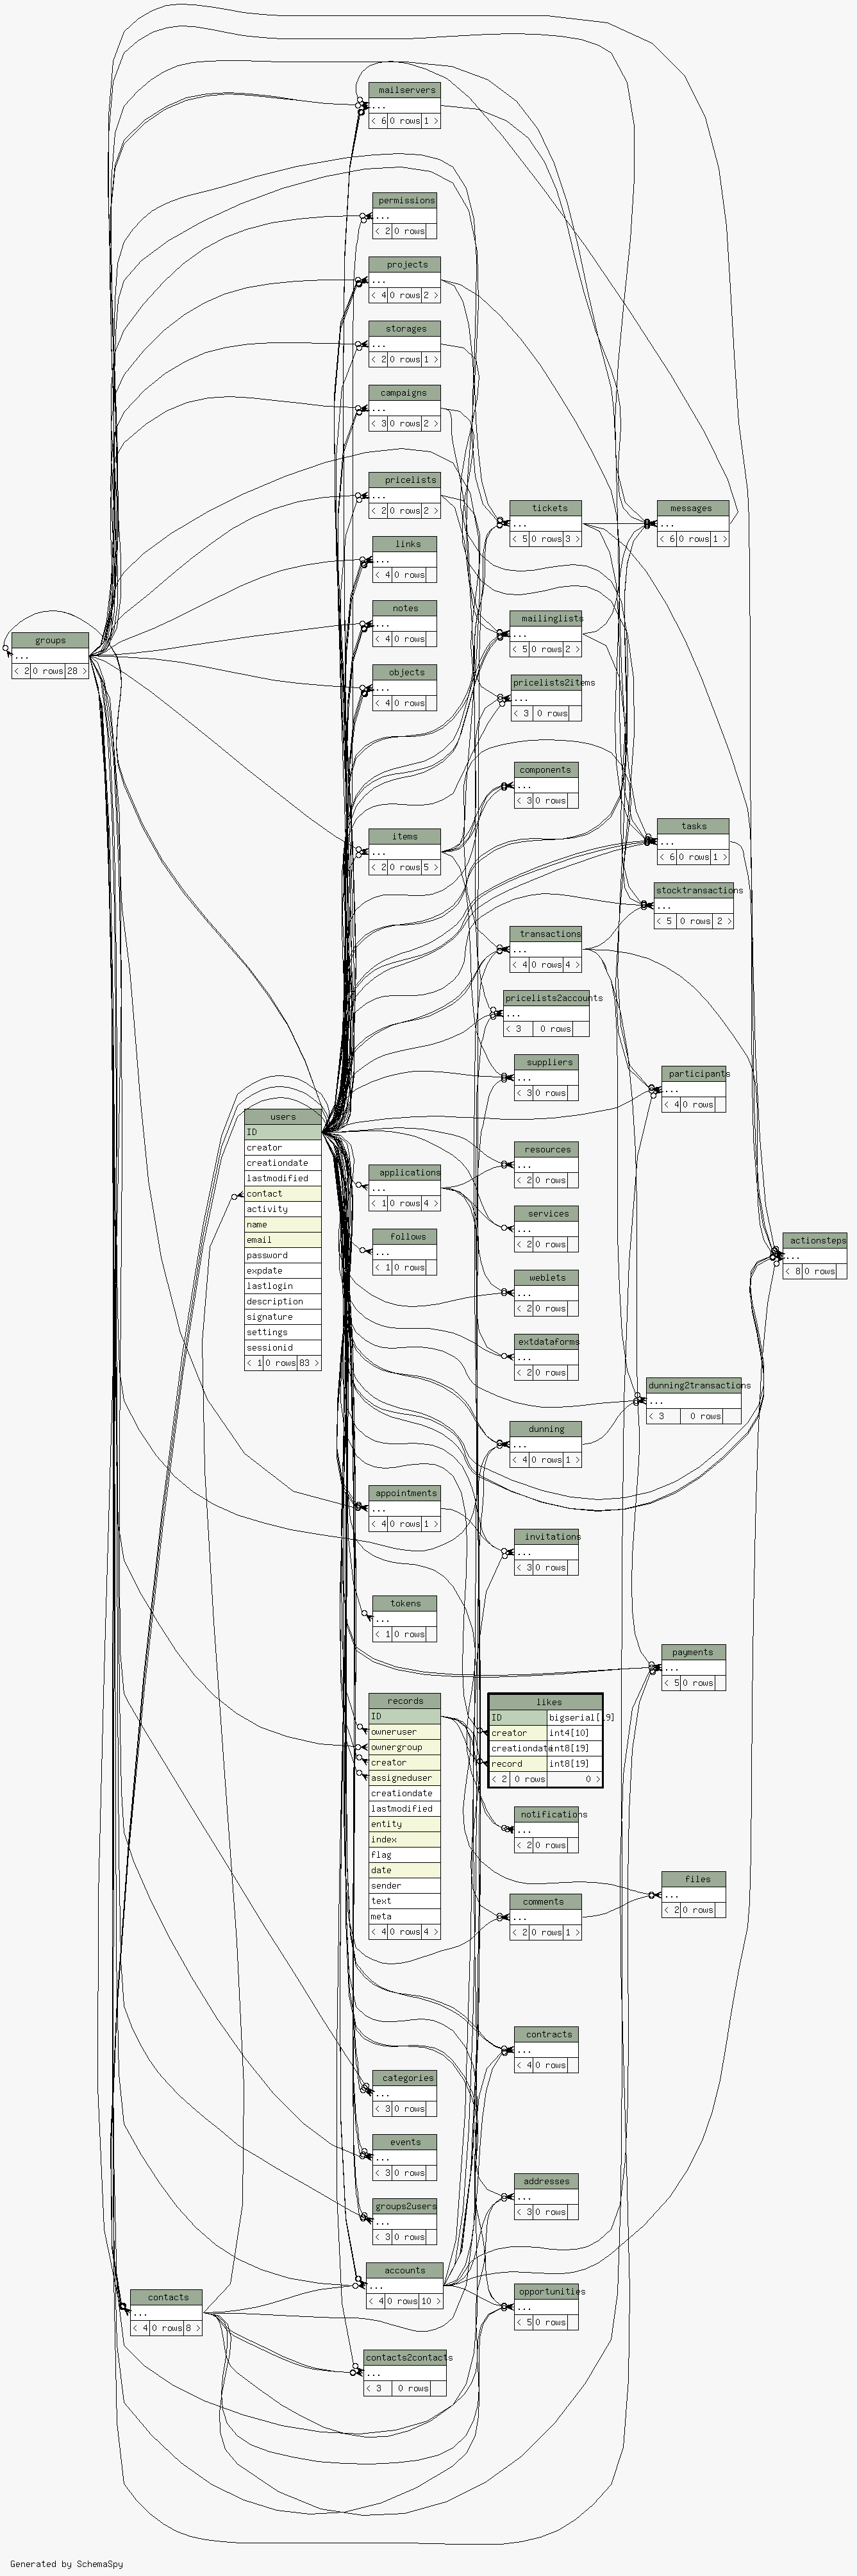 mailservers
...
< 6 0 rows 1 >
permissions
...
< 2 0 rows
projects
...
< 4 0 rows 2 >
storages
...
< 2 0 rows 1 >
campaigns
...
< 3 0 rows 2 >
pricelists
...
< 2 0 rows 2 >
tickets
...
< 5 0 rows 3 >
messages
...
< 6 0 rows 1 >
links
...
< 4 0 rows
notes
...
< 4 0 rows
mailinglists
...
< 5 0 rows 2 >
groups
...
< 2 0 rows 28 >
objects
...
< 4 0 rows
pricelists2items
...
< 3 0 rows
components
...
< 3 0 rows
items
...
< 2 0 rows 5 >
tasks
...
< 6 0 rows 1 >
stocktransactions
...
< 5 0 rows 2 >
transactions
...
< 4 0 rows 4 >
pricelists2accounts
...
< 3 0 rows
suppliers
...
< 3 0 rows
participants
...
< 4 0 rows
users
ID
creator
creationdate
lastmodified
contact
activity
name
email
password
expdate
lastlogin
description
signature
settings
sessionid
< 1 0 rows 83 >
resources
...
< 2 0 rows
applications
...
< 1 0 rows 4 >
services
...
< 2 0 rows
follows
...
< 1 0 rows
actionsteps
...
< 8 0 rows
weblets
...
< 2 0 rows
extdataforms
...
< 2 0 rows
dunning2transactions
...
< 3 0 rows
dunning
...
< 4 0 rows 1 >
appointments
...
< 4 0 rows 1 >
invitations
...
< 3 0 rows
tokens
...
< 1 0 rows
payments
...
< 5 0 rows
records
ID
owneruser
ownergroup
creator
assigneduser
creationdate
lastmodified
entity
index
flag
date
sender
text
meta
< 4 0 rows 4 >
likes
ID bigserial[19]
creator int4[10]
creationdate int8[19]
record int8[19]
< 2 0 rows 0 >
notifications
...
< 2 0 rows
files
...
< 2 0 rows
comments
...
< 2 0 rows 1 >
contracts
...
< 4 0 rows
categories
...
< 3 0 rows
events
...
< 3 0 rows
addresses
...
< 3 0 rows
groups2users
...
< 3 0 rows
accounts
...
< 4 0 rows 10 >
opportunities
...
< 5 0 rows
contacts
...
< 4 0 rows 8 >
contacts2contacts
...
< 3 0 rows
Generated by SchemaSpy